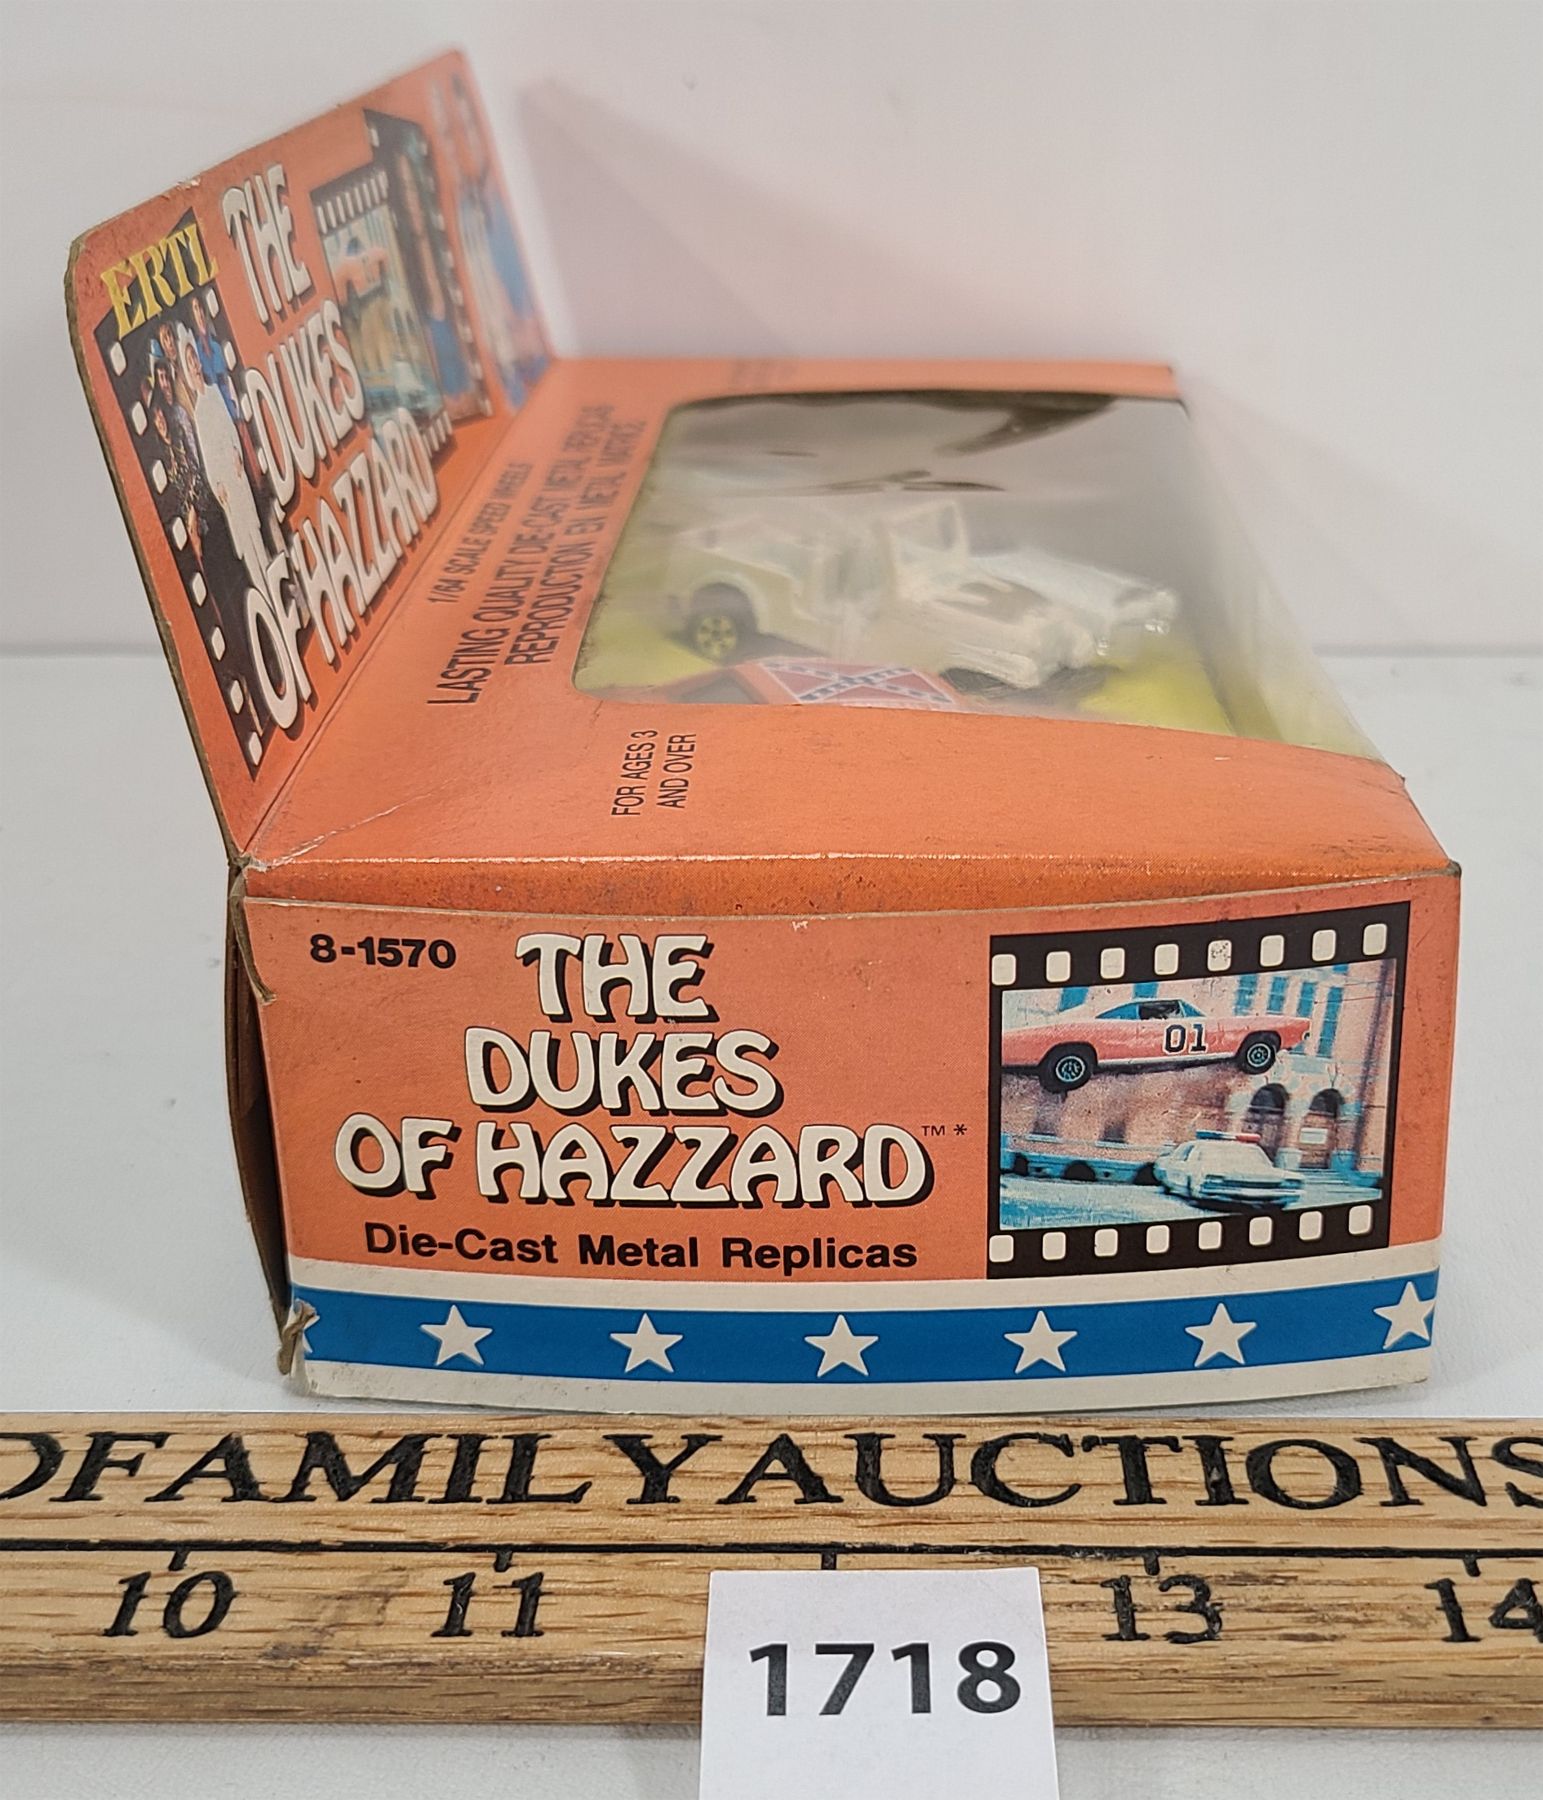 ERTL
THE
DUKES
OF HAZZARD
1/64 SCALE SPEED WHEELS
LASTING QUALITY DIE-CAST METAL REPLICAS
REPRODUCTION EN METAL MATRICE
FOR AGES 3
AND OVER
8-1570
THE
DUKES
OF HAZZARD™*
Die-Cast Metal Replicas
01
FAMILY AUCTIONS
10 11 13 14
1718